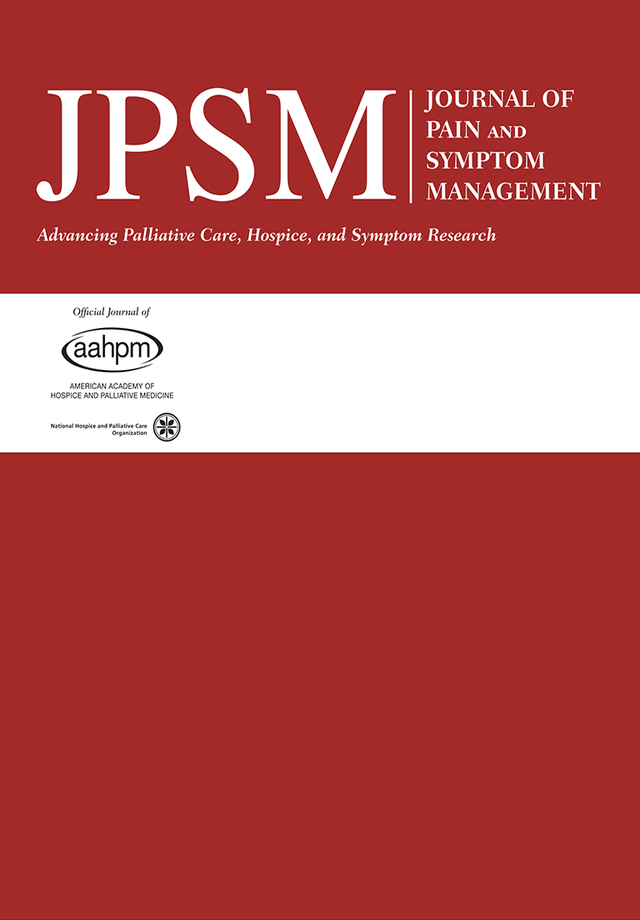 JPSM
JOURNAL OF
PAIN AND
SYMPTOM
MANAGEMENT
Advancing Palliative Care, Hospice, and Symptom Research
Official Journal of
aahpm
AMERICAN ACADEMY OF
HOSPICE AND PALLIATIVE MEDICINE
National Hospice and Palliative Care
Organization